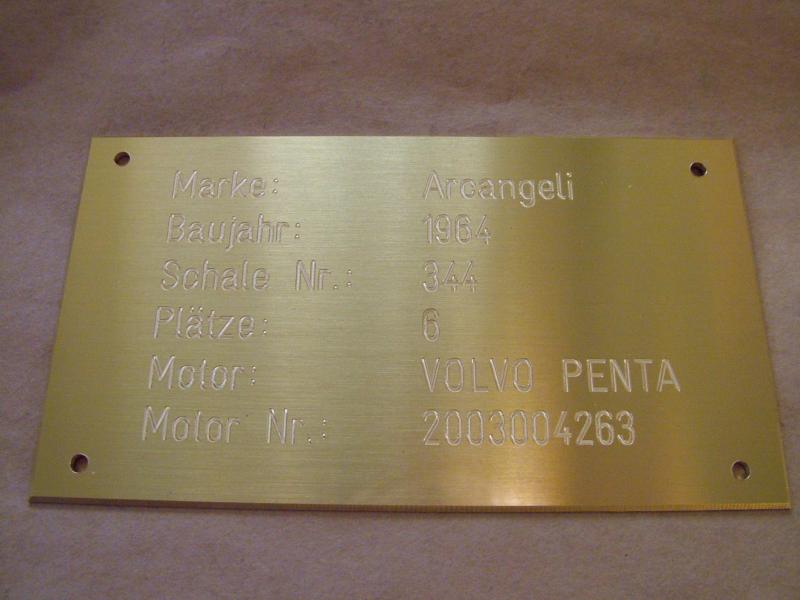 Marke: Arcangeli
Baujahr: 1964
Schale Nr.: 344
Plätze: 6
Motor: VOLVO PENTA
Motor Nr.: 2003004263